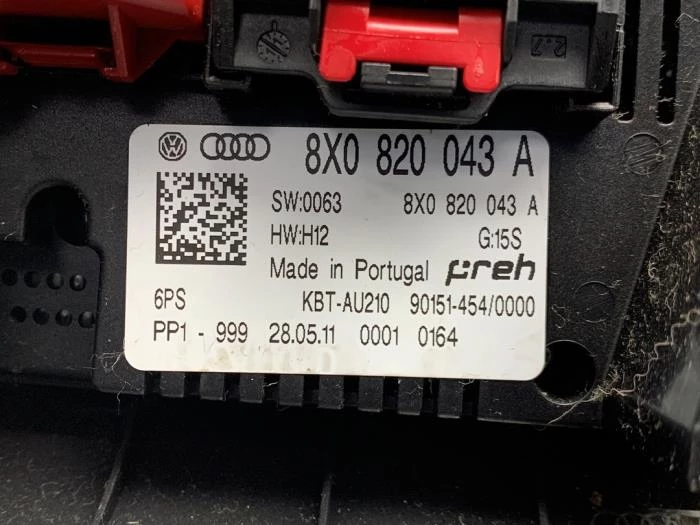 8X0 820 043 A
SW:0063 8X0 820 043 A
HW:H12 G:15S
Made in Portugal preh
6PS KBT-AU210 90151-454/0000
PP1 - 999 28.05.11 0001 0164